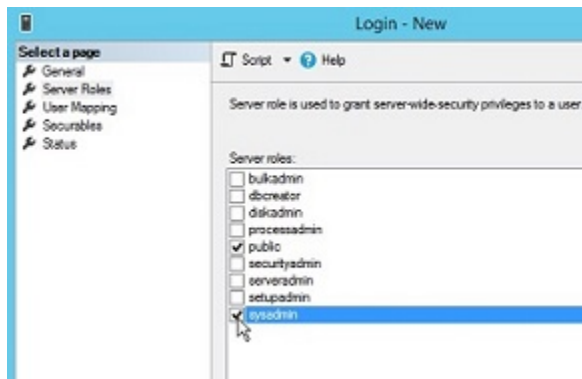 Login - New
Select a page
General
Server Roles
User Mapping
Securables
Status
Script Help
Server role is used to grant server-wide-security privileges to a user
Server roles:
bulkadmin
dbcreator
diskadmin
processadmin
public
securityadmin
serveradmin
setupadmin
sysadmin